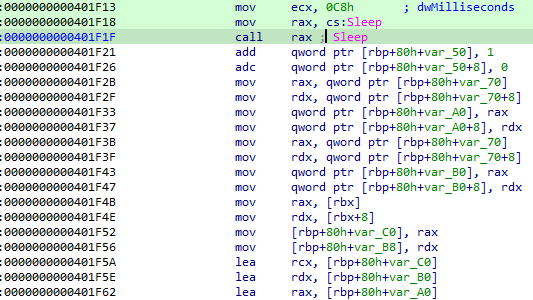 :0000000000401F13 mov ecx, 0C8h ; dwMilliseconds
:0000000000401F18 mov rax, cs:Sleep
:0000000000401F1F call rax ; Sleep
:0000000000401F21 add qword ptr [rbp+80h+var_50], 1
:0000000000401F26 adc qword ptr [rbp+80h+var_50+8], 0
:0000000000401F2B mov rax, qword ptr [rbp+80h+var_70]
:0000000000401F2F mov rdx, qword ptr [rbp+80h+var_70+8]
:0000000000401F33 mov qword ptr [rbp+80h+var_A0], rax
:0000000000401F37 mov qword ptr [rbp+80h+var_A0+8], rdx
:0000000000401F3B mov rax, qword ptr [rbp+80h+var_70]
:0000000000401F3F mov rdx, qword ptr [rbp+80h+var_70+8]
:0000000000401F43 mov qword ptr [rbp+80h+var_B0], rax
:0000000000401F47 mov qword ptr [rbp+80h+var_B0+8], rdx
:0000000000401F4B mov rax, [rbx]
:0000000000401F4E mov rdx, [rbx+8]
:0000000000401F52 mov [rbp+80h+var_C0], rax
:0000000000401F56 mov [rbp+80h+var_B8], rdx
:0000000000401F5A lea rcx, [rbp+80h+var_C0]
:0000000000401F5E lea rdx, [rbp+80h+var_B0]
:0000000000401F62 lea rax, [rbp+80h+var_A0]